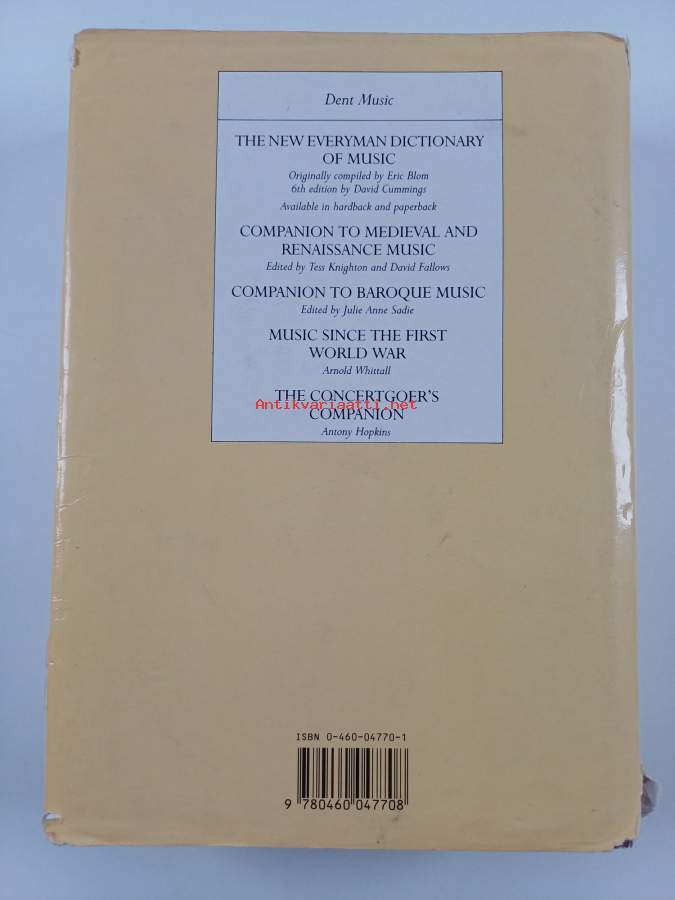 Dent Music
THE NEW EVERYMAN DICTIONARY
OF MUSIC
Originally compiled by Eric Blom
6th edition by David Cummings
Available in hardback and paperback
COMPANION TO MEDIEVAL AND
RENAISSANCE MUSIC
Edited by Tess Knighton and David Fallows
COMPANION TO BAROQUE MUSIC
Edited by Julie Anne Sadie
MUSIC SINCE THE FIRST
WORLD WAR
Arnold Whittall
THE CONCERTGOER'S
Antikvariaatti.net
COMPANION
Antony Hopkins
ISBN 0-460-04770-1
9 780460 047708